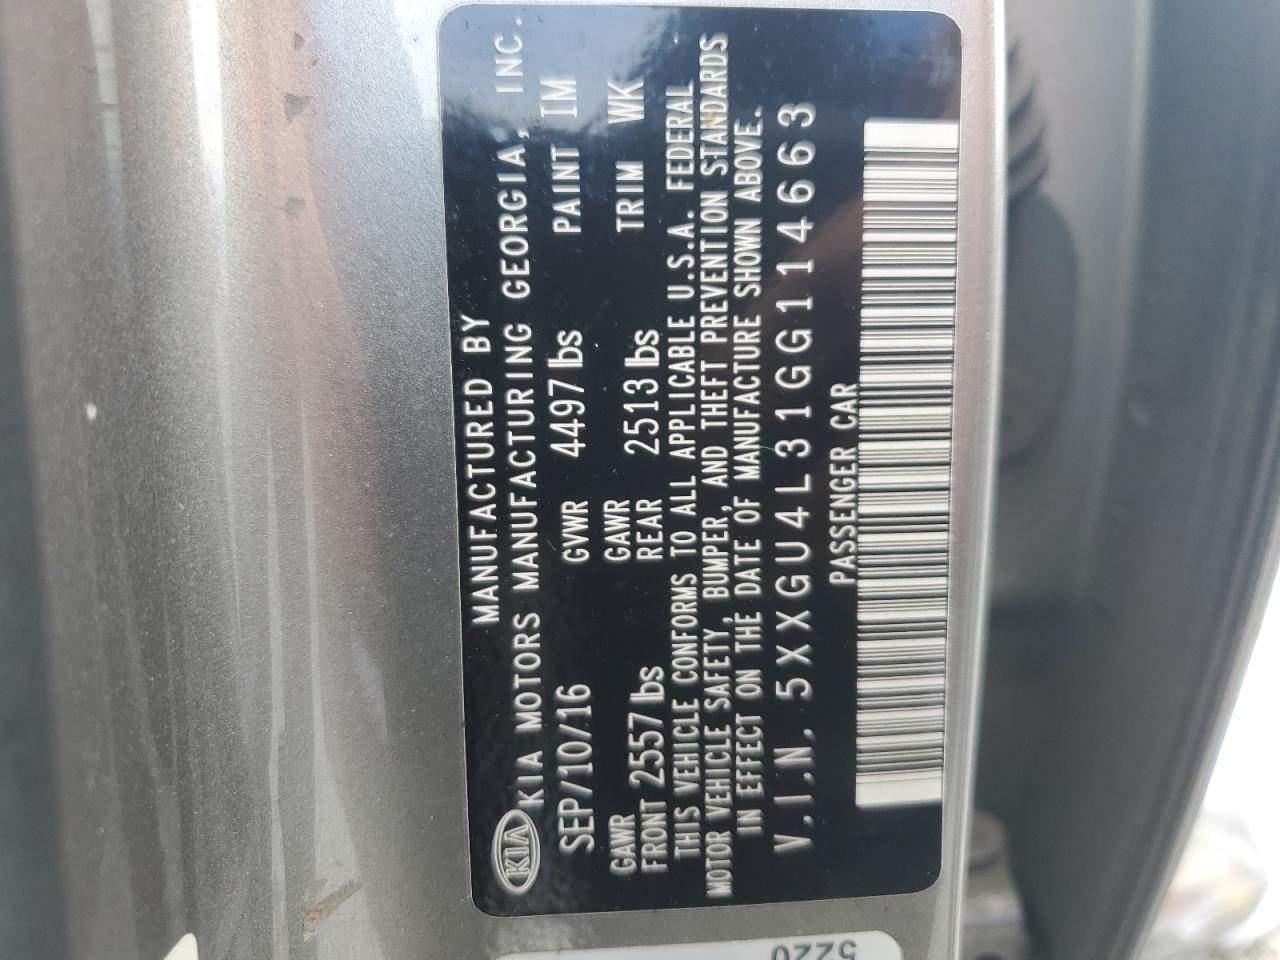 MANUFACTURED BY
KIA KIA MOTORS MANUFACTURING GEORGIA, INC.
SEP/10/16 GVWR 4497 lbs PAINT IM
GAWR FRONT 2557 lbs GAWR REAR 2513 lbs TRIM WK
THIS VEHICLE CONFORMS TO ALL APPLICABLE U.S.A. FEDERAL
MOTOR VEHICLE SAFETY, BUMPER, AND THEFT PREVENTION STANDARDS
IN EFFECT ON THE DATE OF MANUFACTURE SHOWN ABOVE.
V.I.N. 5XXGU4L31GG114663
PASSENGER CAR
5220